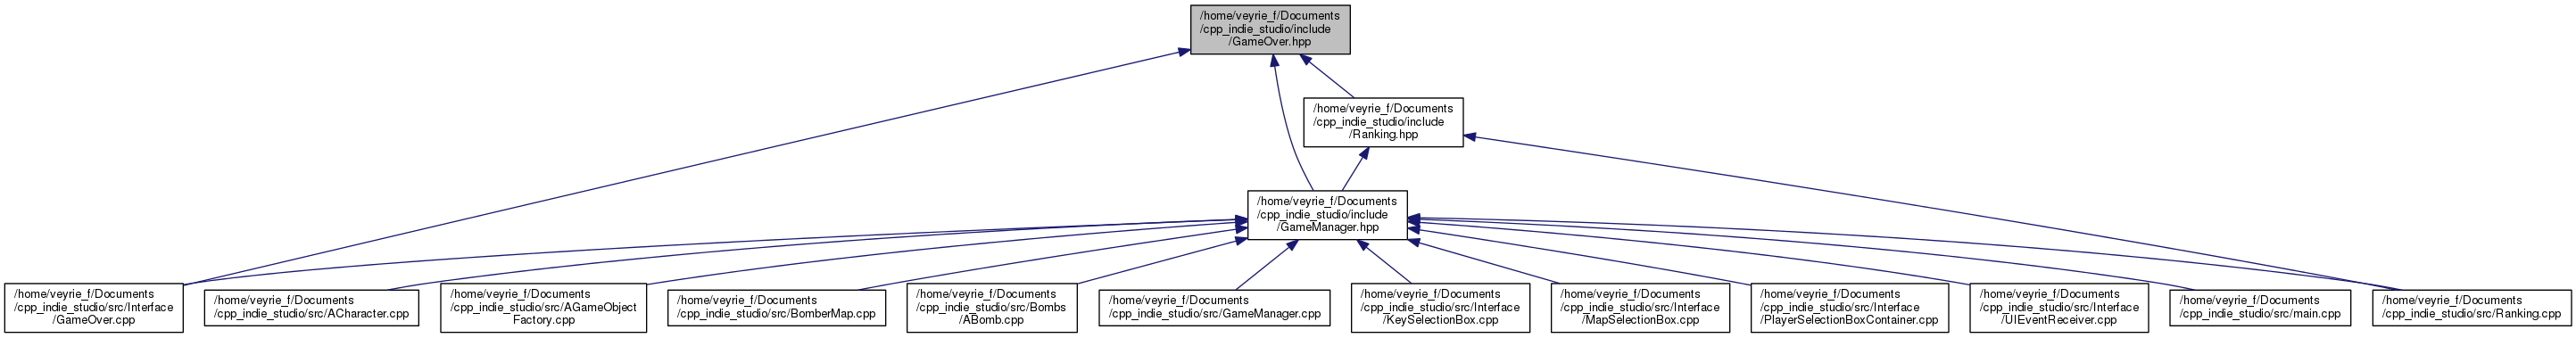 /home/veyrie_f/Documents
/cpp_indie_studio/include
/GameOver.hpp
/home/veyrie_f/Documents
/cpp_indie_studio/include
/Ranking.hpp
/home/veyrie_f/Documents
/cpp_indie_studio/include
/GameManager.hpp
/home/veyrie_f/Documents
/cpp_indie_studio/src/Interface
/GameOver.cpp
/home/veyrie_f/Documents
/cpp_indie_studio/src/ACharacter.cpp
/home/veyrie_f/Documents
/cpp_indie_studio/src/AGameObject
Factory.cpp
/home/veyrie_f/Documents
/cpp_indie_studio/src/BomberMap.cpp
/home/veyrie_f/Documents
/cpp_indie_studio/src/Bombs
/ABomb.cpp
/home/veyrie_f/Documents
/cpp_indie_studio/src/GameManager.cpp
/home/veyrie_f/Documents
/cpp_indie_studio/src/Interface
/KeySelectionBox.cpp
/home/veyrie_f/Documents
/cpp_indie_studio/src/Interface
/MapSelectionBox.cpp
/home/veyrie_f/Documents
/cpp_indie_studio/src/Interface
/PlayerSelectionBoxContainer.cpp
/home/veyrie_f/Documents
/cpp_indie_studio/src/Interface
/UIEventReceiver.cpp
/home/veyrie_f/Documents
/cpp_indie_studio/src/main.cpp
/home/veyrie_f/Documents
/cpp_indie_studio/src/Ranking.cpp